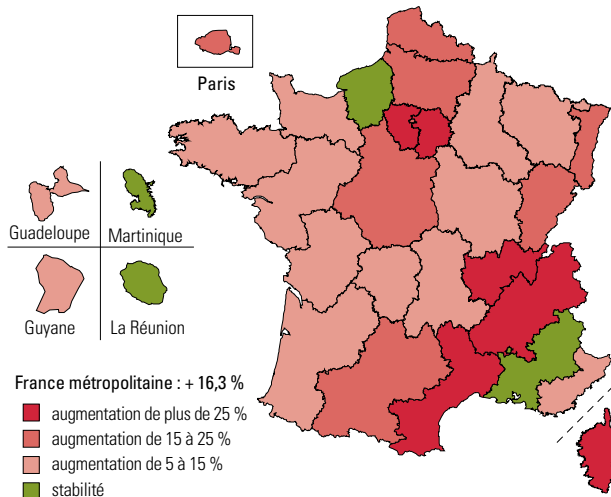 Paris
Guadeloupe
Martinique
Guyane
La Réunion
France métropolitaine : + 16,3 %
augmentation de plus de 25 %
augmentation de 15 à 25 %
augmentation de 5 à 15 %
stabilité